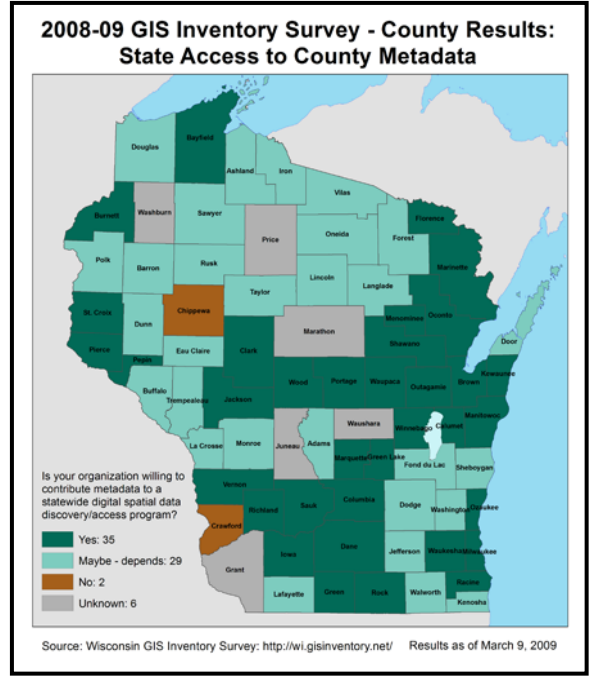 2008-09 GIS Inventory Survey - County Results:
State Access to County Metadata
Bayfield
Douglas
Ashland
Iron
Vilas
Burnett
Washburn
Sawyer
Florence
Price
Oneida
Forest
Polk
Barron
Rusk
Marinette
Lincoln
Langlade
Taylor
Chippewa
St. Croix
Dunn
Menominee
Oconto
Door
Marathon
Shawano
Pierce
Pepin
Eau Claire
Clark
Kewaunee
Buffalo
Trempealeau
Jackson
Wood
Portage
Waupaca
Outagamie
Brown
Manitowoc
Waushara
Winnebago
Calumet
La Crosse
Monroe
Juneau
Adams
Marquette
Green Lake
Fond du Lac
Sheboygan
Is your organization willing to
contribute metadata to a
statewide digital spatial data
discovery/access program?
Yes: 35
Maybe - depends: 29
No: 2
Unknown: 6
Vernon
Richland
Sauk
Columbia
Dodge
Washington
Ozaukee
Crawford
Iowa
Dane
Jefferson
Waukesha
Milwaukee
Grant
Lafayette
Green
Rock
Walworth
Racine
Kenosha
Source: Wisconsin GIS Inventory Survey: http://wi.gisinventory.net/ Results as of March 9, 2009